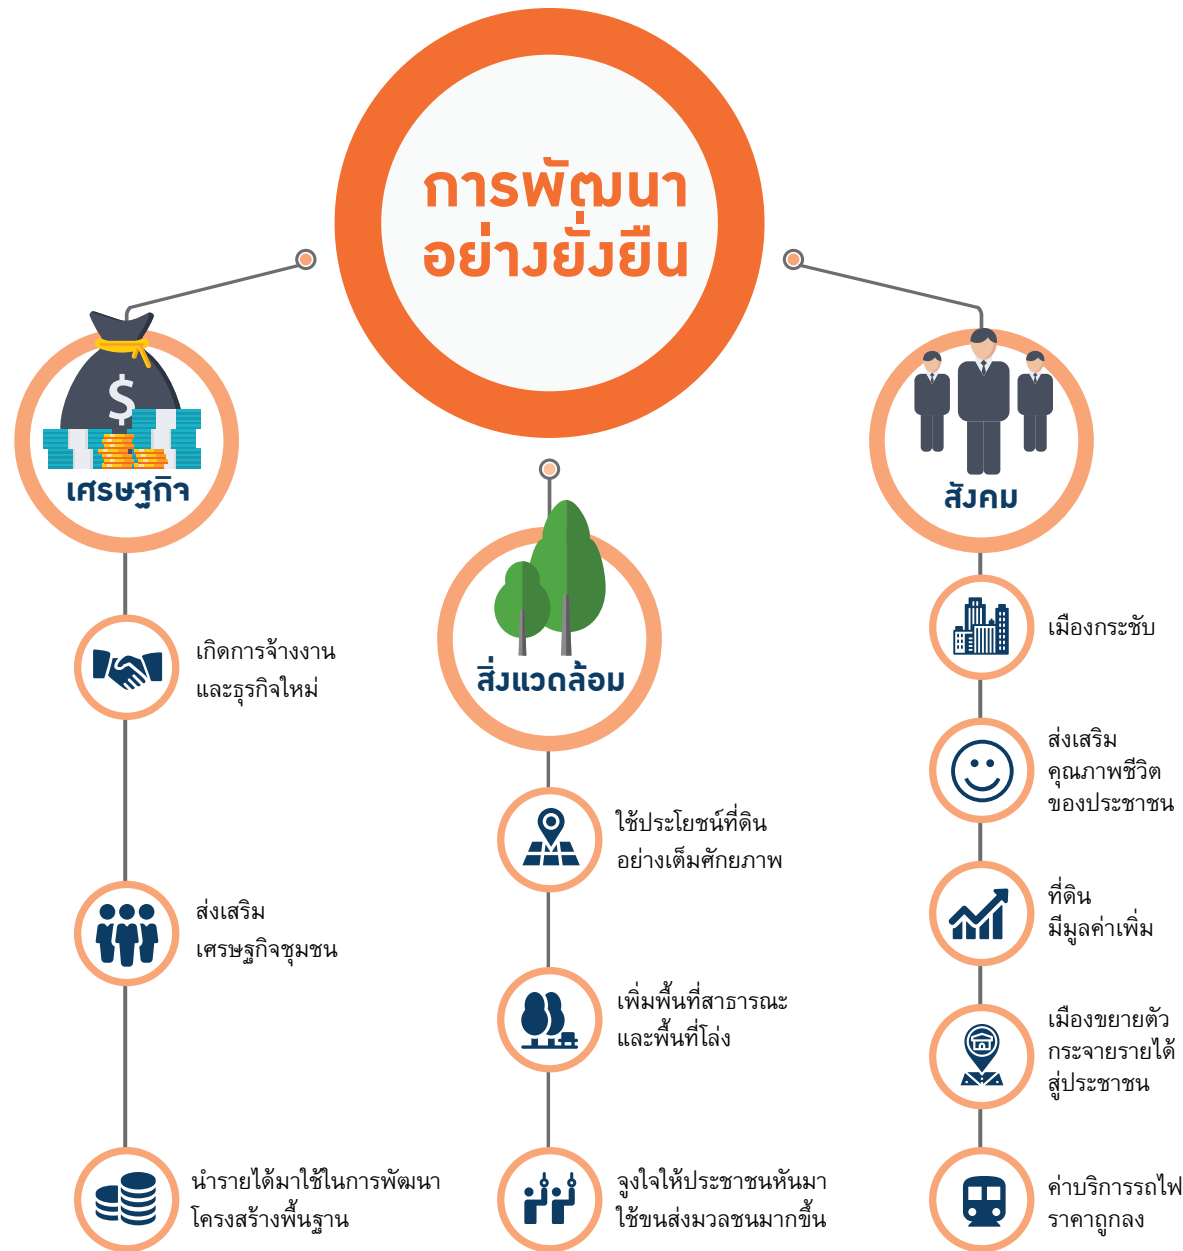 การพัฒนา
อย่างยั่งยืน
$
เศรษฐกิจ
เกิดการจ้างงาน
และธุรกิจใหม่
ส่งเสริม
เศรษฐกิจชุมชน
นำรายได้มาใช้ในการพัฒนา
โครงสร้างพื้นฐาน
สิ่งแวดล้อม
ใช้ประโยชน์ที่ดิน
อย่างเต็มศักยภาพ
เพิ่มพื้นที่สาธารณะ
และพื้นที่โล่ง
จูงใจให้ประชาชนหันมา
ใช้ขนส่งมวลชนมากขึ้น
สังคม
เมืองกระชับ
ส่งเสริม
คุณภาพชีวิต
ของประชาชน
ที่ดิน
มีมูลค่าเพิ่ม
เมืองขยายตัว
กระจายรายได้
สู่ประชาชน
ค่าบริการรถไฟ
ราคาถูกลง